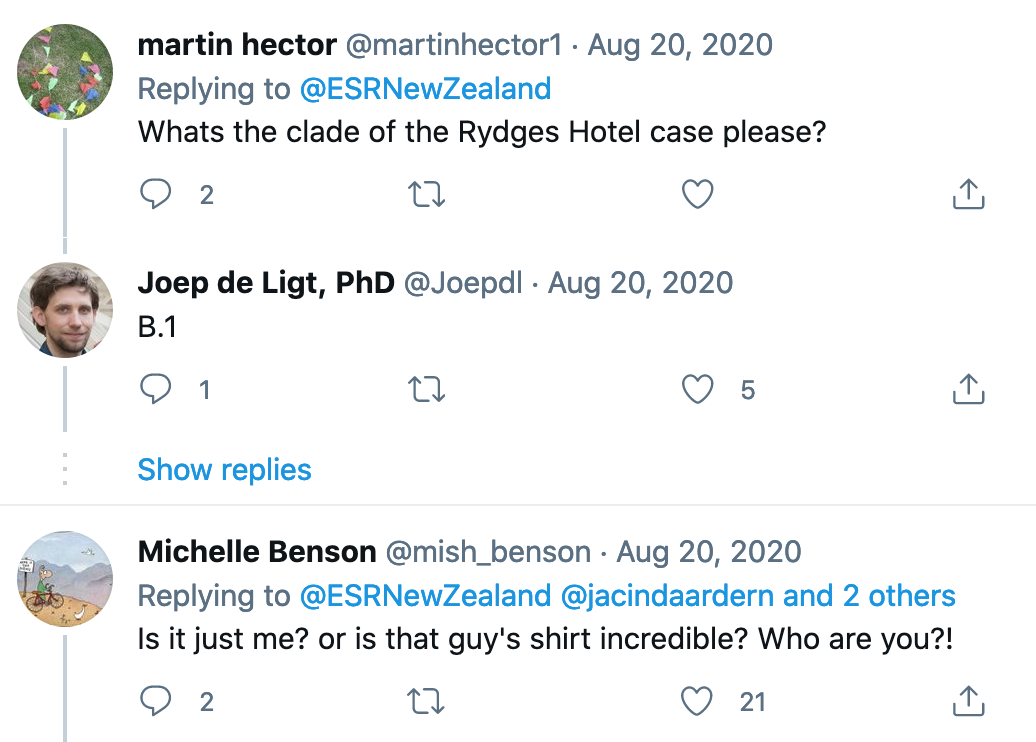 martin hector @martinhector1 · Aug 20, 2020
Replying to @ESRNewZealand
Whats the clade of the Rydges Hotel case please?
2
Joep de Ligt, PhD @Joepdl · Aug 20, 2020
B.1
1 5
Show replies
Michelle Benson @mish_benson · Aug 20, 2020
Replying to @ESRNewZealand @jacindaardern and 2 others
Is it just me? or is that guy's shirt incredible? Who are you?!
2 21